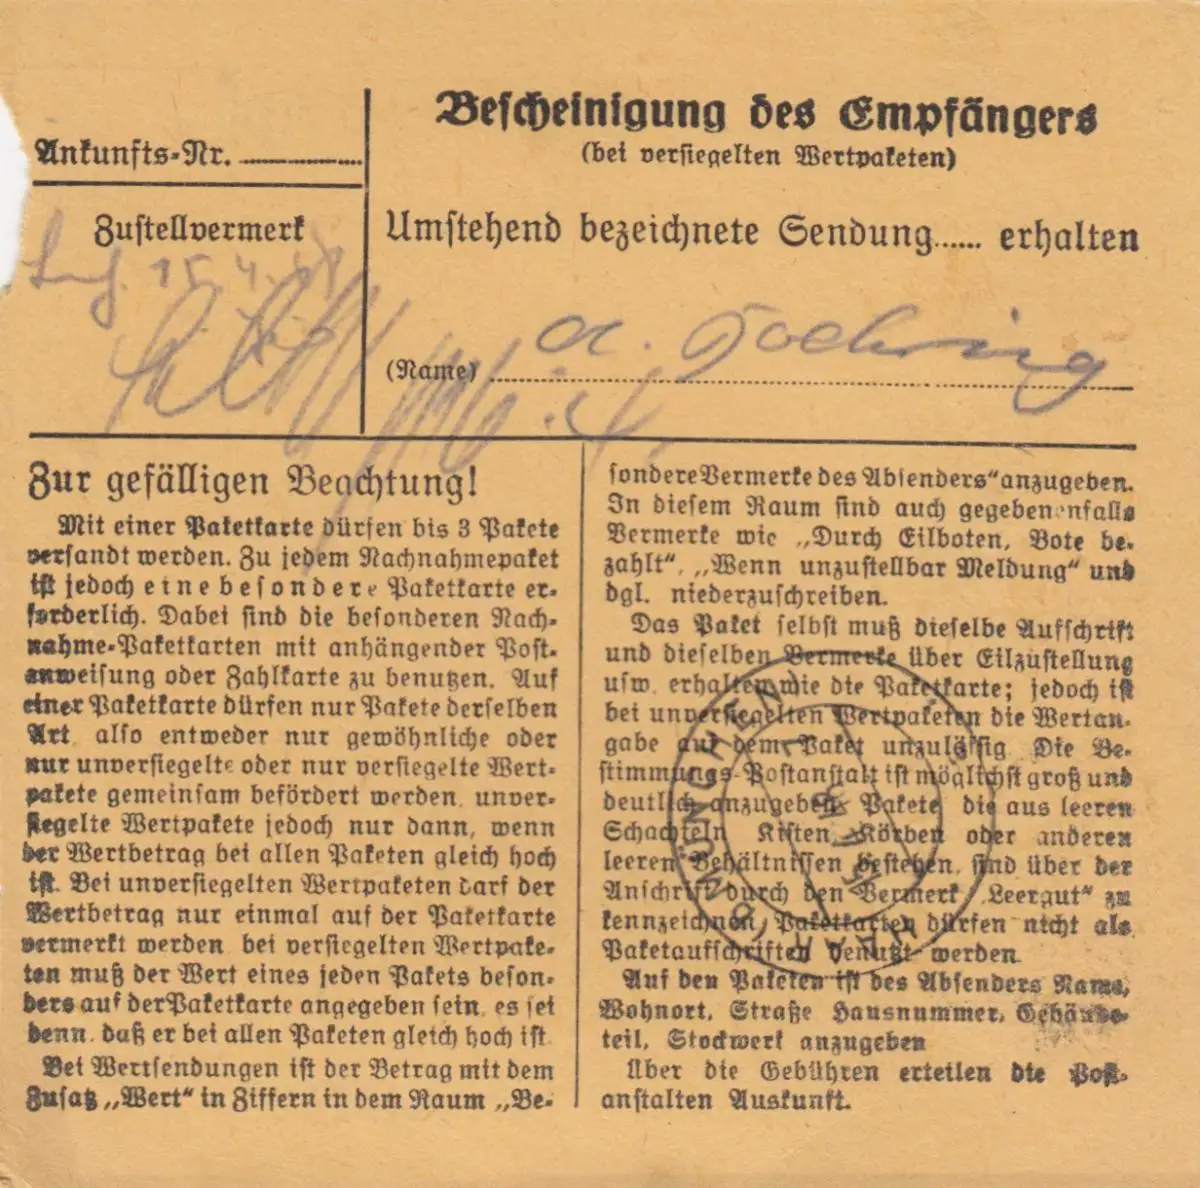 Ankunfts-Nr. ..................
Zustellvermerk
15. 4.
Bescheinigung des Empfängers
(bei versiegelten Wertpaketen)
Umstehend bezeichnete Sendung...... erhalten
(Name)
Zur gefälligen Beachtung!
Mit einer Paketkarte dürfen bis 3 Pakete
versandt werden. Zu jedem Nachnahmepaket
ist jedoch eine besondere Paketkarte er-
forderlich. Dabei sind die besonderen Nach-
nahme-Paketkarten mit anhängender Post-
anweisung oder Zahlkarte zu benutzen. Auf
einer Paketkarte dürfen nur Pakete derselben
Art, also entweder nur gewöhnliche oder
nur unversiegelte oder nur versiegelte Wert-
pakete gemeinsam befördert werden, unver-
siegelte Wertpakete jedoch nur dann, wenn
der Wertbetrag bei allen Paketen gleich hoch
ist. Bei unversiegelten Wertpaketen darf der
Wertbetrag nur einmal auf der Paketkarte
vermerkt werden, bei versiegelten Wertpake-
ten muß der Wert eines jeden Pakets beson-
ders auf der Paketkarte angegeben sein, es sei
denn, daß er bei allen Paketen gleich hoch ist.
Bei Wertsendungen ist der Betrag mit dem
Zusatz „Wert“ in Ziffern in dem Raum „Be-
sondere Vermerke des Absenders“ anzugeben.
In diesem Raum sind auch gegebenenfalls
Vermerke wie „Durch Eilboten, Bote be-
zahlt“, „Wenn unzustellbar Meldung“ und
dgl. niederzuschreiben.
Das Paket selbst muß dieselbe Aufschrift
und dieselben Vermerke über Eilzustellung
usw. erhalten wie die Paketkarte; jedoch ist
bei unversiegelten Wertpaketen die Wertan-
gabe auf dem Paket unzulässig. Die Be-
stimmungs-Postanstalt ist möglichst groß und
deutlich anzugeben. Pakete, die aus leeren
Schachteln, Kisten, Körben oder anderen
leeren Behältnissen bestehen, sind über der
Anschrift durch den Vermerk „Leergut“ zu
kennzeichnen. Paketkarten dürfen nicht als
Paketaufschriften benutzt werden.
Auf den Paketen ist des Absenders Name,
Wohnort, Straße, Hausnummer, Gebäude-
teil, Stockwerk anzugeben
Über die Gebühren erteilen die Post-
anstalten Auskunft.